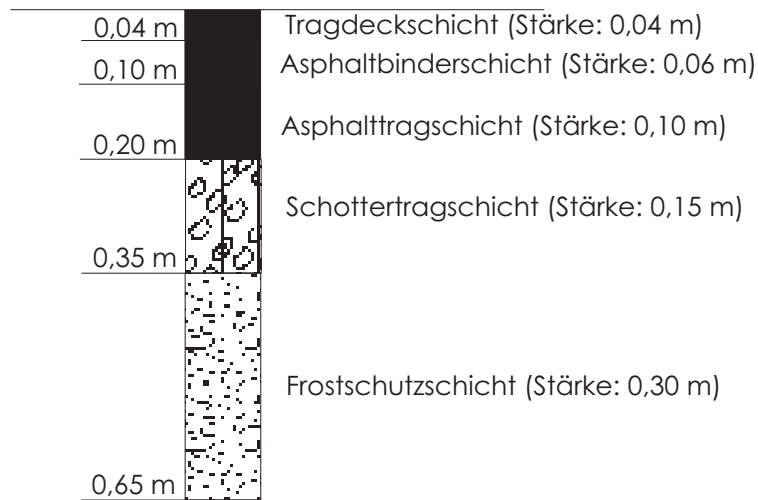 0,04 m Tragdeckschicht (Stärke: 0,04 m)
Asphaltbinderschicht (Stärke: 0,06 m)
0,10 m
Asphalttragschicht (Stärke: 0,10 m)
0,20 m
Schottertragschicht (Stärke: 0,15 m)
0,35 m
Frostschutzschicht (Stärke: 0,30 m)
0,65 m